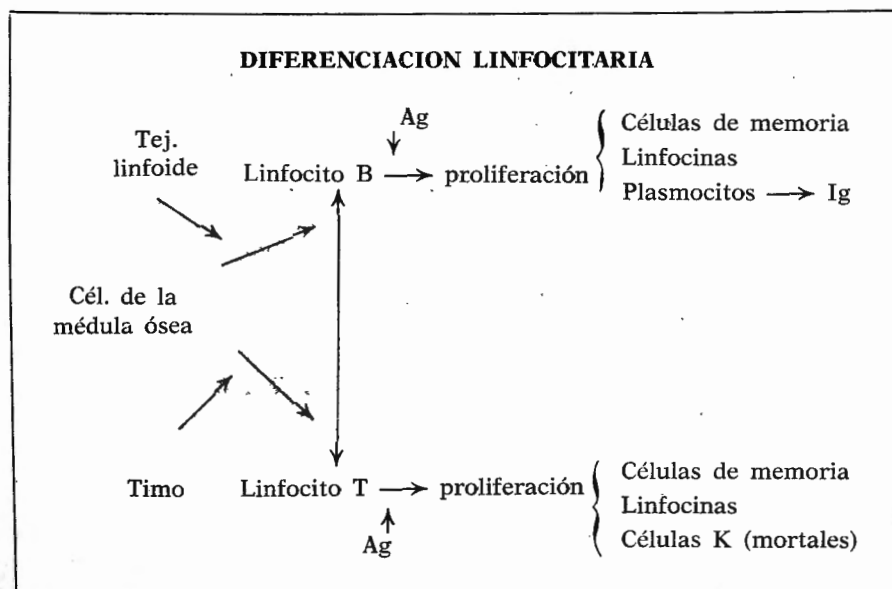 DIFERENCIACION LINFOCITARIA
Ag
Tej.
linfoide
Linfocito B → proliferación
Células de memoria
Linfocinas
Plasmocitos → Ig
Cél. de la
médula ósea
Timo
Linfocito T → proliferación
Ag
Células de memoria
Linfocinas
Células K (mortales)